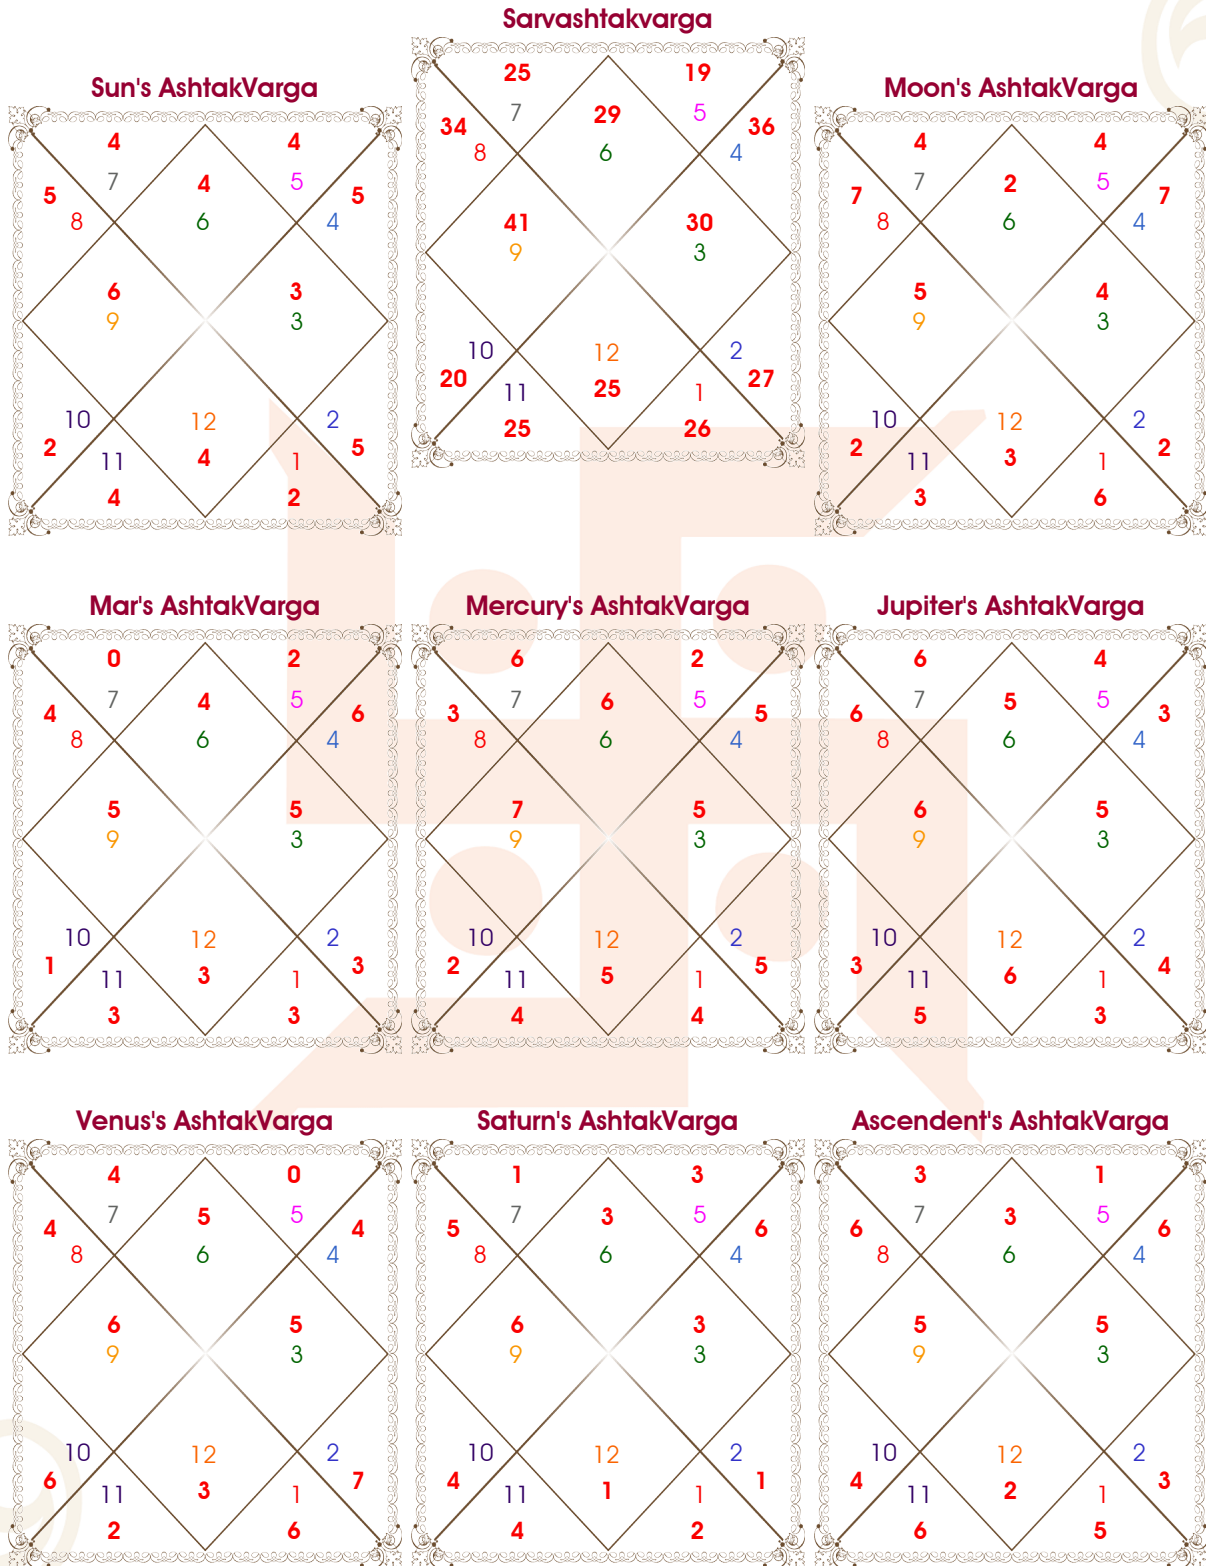 Sarvashtakvarga
25 19
7 29 5
34 36
8 6 4
41 30
9 3
10 12 2
20 25 27
11 1
25 26
Sun's AshtakVarga
4 4
7 4 5
5 5
8 6 4
6 3
9 3
10 12 2
2 4 5
11 1
4 2
Moon's AshtakVarga
4 4
7 2 5
7 7
8 6 4
5 4
9 3
10 12 2
2 3 2
11 1
3 6
Mar's AshtakVarga
0 2
7 4 5
4 6
8 6 4
5 5
9 3
10 12 2
1 3 3
11 1
3 3
Mercury's AshtakVarga
6 2
7 6 5
3 5
8 6 4
7 5
9 3
10 12 2
2 5 5
11 1
4 4
Jupiter's AshtakVarga
6 4
7 5 5
6 3
8 6 4
6 5
9 3
10 12 2
3 6 4
11 1
5 3
Venus's AshtakVarga
4 0
7 5 5
4 4
8 6 4
6 5
9 3
10 12 2
6 3 7
11 1
2 6
Saturn's AshtakVarga
1 3
7 3 5
5 6
8 6 4
6 3
9 3
10 12 2
4 1 1
11 1
4 2
Ascendent's AshtakVarga
3 1
7 3 5
6 6
8 6 4
5 5
9 3
10 12 2
4 2 3
11 1
6 5